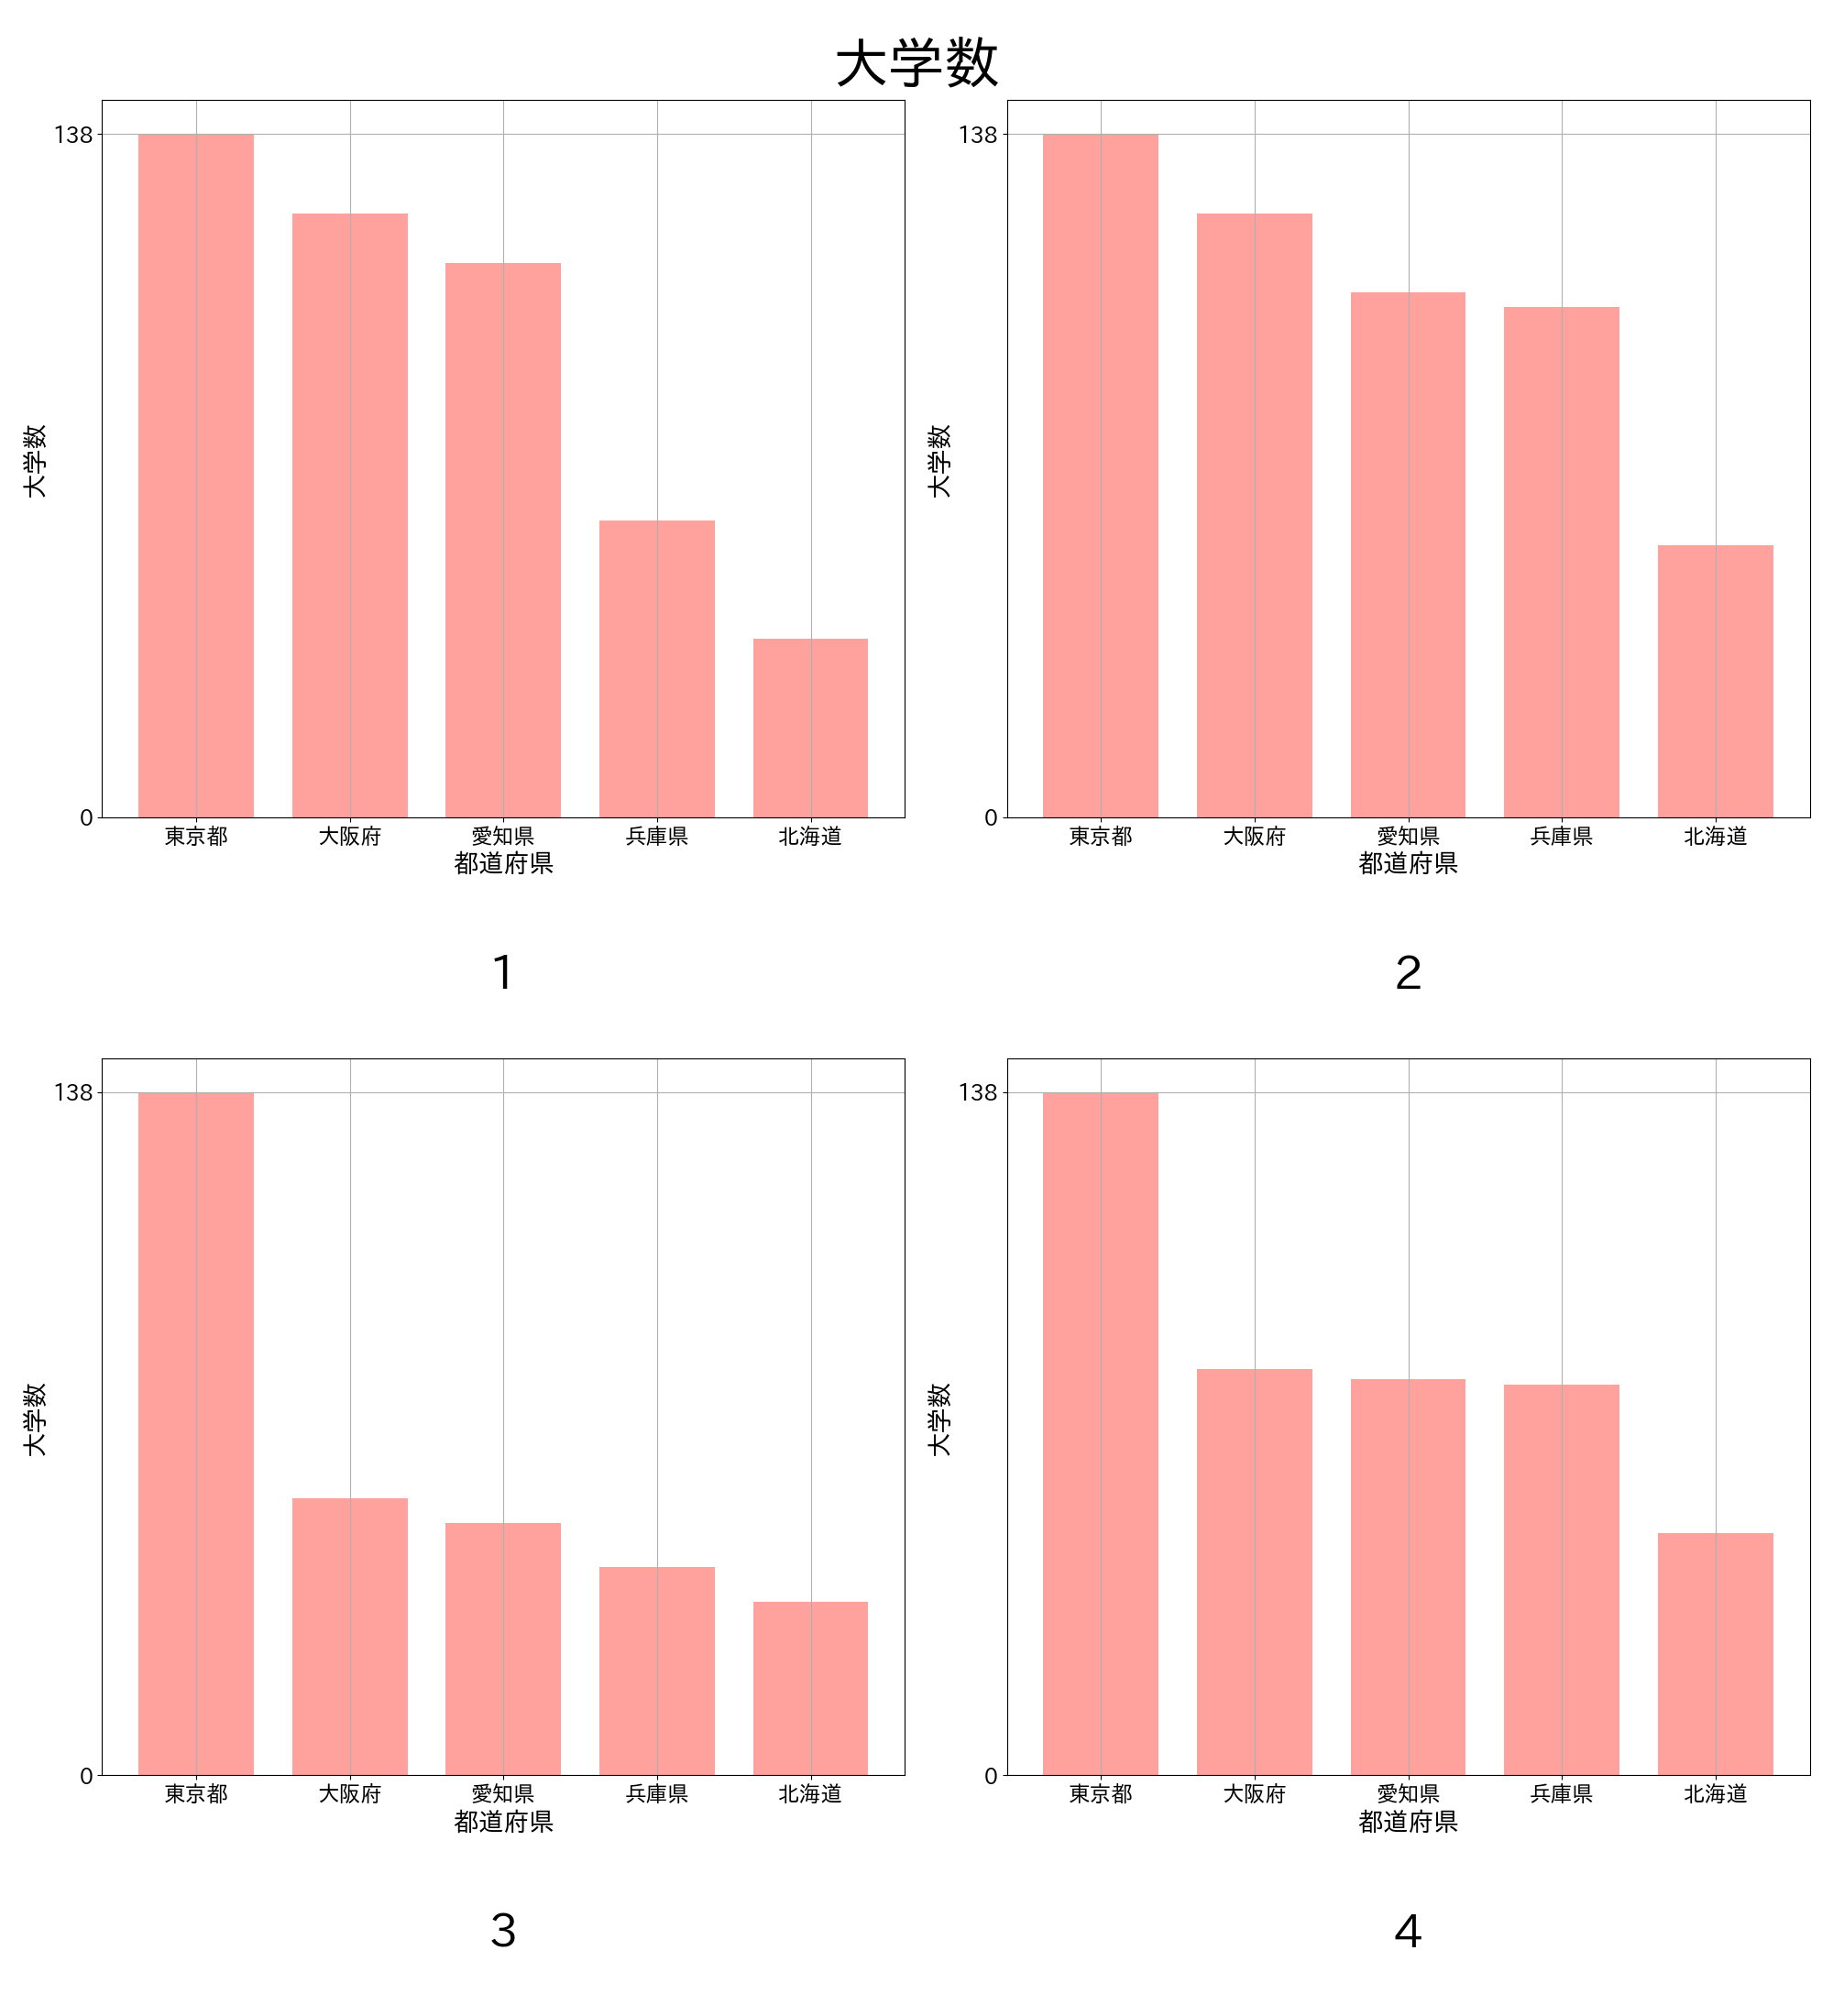 大学数
138
大学数
0
東京都 大阪府 愛知県 兵庫県 北海道
都道府県
1
138
大学数
0
東京都 大阪府 愛知県 兵庫県 北海道
都道府県
2
138
大学数
0
東京都 大阪府 愛知県 兵庫県 北海道
都道府県
3
138
大学数
0
東京都 大阪府 愛知県 兵庫県 北海道
都道府県
4